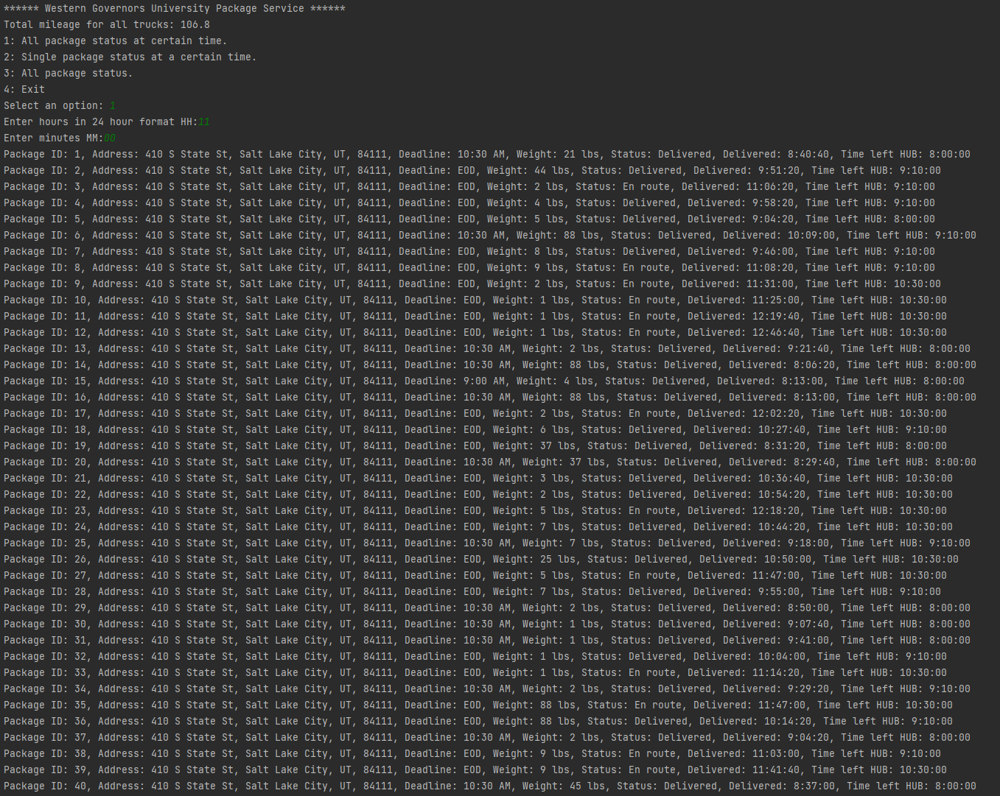 ****** Western Governors University Package Service ******
Total mileage for all trucks: 106.8
1: All package status at certain time.
2: Single package status at a certain time.
3: All package status.
4: Exit
Select an option: 1
Enter hours in 24 hour format HH:11
Enter minutes MM:00
Package ID: 1, Address: 410 S State St, Salt Lake City, UT, 84111, Deadline: 10:30 AM, Weight: 21 lbs, Status: Delivered, Delivered: 8:40:40, Time left HUB: 8:00:00
Package ID: 2, Address: 410 S State St, Salt Lake City, UT, 84111, Deadline: EOD, Weight: 44 lbs, Status: Delivered, Delivered: 9:51:20, Time left HUB: 9:10:00
Package ID: 3, Address: 410 S State St, Salt Lake City, UT, 84111, Deadline: EOD, Weight: 2 lbs, Status: En route, Delivered: 11:06:20, Time left HUB: 9:10:00
Package ID: 4, Address: 410 S State St, Salt Lake City, UT, 84111, Deadline: EOD, Weight: 4 lbs, Status: Delivered, Delivered: 9:58:20, Time left HUB: 9:10:00
Package ID: 5, Address: 410 S State St, Salt Lake City, UT, 84111, Deadline: EOD, Weight: 5 lbs, Status: Delivered, Delivered: 9:04:20, Time left HUB: 8:00:00
Package ID: 6, Address: 410 S State St, Salt Lake City, UT, 84111, Deadline: 10:30 AM, Weight: 88 lbs, Status: Delivered, Delivered: 10:09:00, Time left HUB: 9:10:00
Package ID: 7, Address: 410 S State St, Salt Lake City, UT, 84111, Deadline: EOD, Weight: 8 lbs, Status: Delivered, Delivered: 9:46:00, Time left HUB: 9:10:00
Package ID: 8, Address: 410 S State St, Salt Lake City, UT, 84111, Deadline: EOD, Weight: 9 lbs, Status: En route, Delivered: 11:08:20, Time left HUB: 9:10:00
Package ID: 9, Address: 410 S State St, Salt Lake City, UT, 84111, Deadline: EOD, Weight: 2 lbs, Status: En route, Delivered: 11:31:00, Time left HUB: 10:30:00
Package ID: 10, Address: 410 S State St, Salt Lake City, UT, 84111, Deadline: EOD, Weight: 1 lbs, Status: En route, Delivered: 11:25:00, Time left HUB: 10:30:00
Package ID: 11, Address: 410 S State St, Salt Lake City, UT, 84111, Deadline: EOD, Weight: 1 lbs, Status: En route, Delivered: 12:19:40, Time left HUB: 10:30:00
Package ID: 12, Address: 410 S State St, Salt Lake City, UT, 84111, Deadline: EOD, Weight: 1 lbs, Status: En route, Delivered: 12:46:40, Time left HUB: 10:30:00
Package ID: 13, Address: 410 S State St, Salt Lake City, UT, 84111, Deadline: 10:30 AM, Weight: 2 lbs, Status: Delivered, Delivered: 9:21:40, Time left HUB: 8:00:00
Package ID: 14, Address: 410 S State St, Salt Lake City, UT, 84111, Deadline: 10:30 AM, Weight: 88 lbs, Status: Delivered, Delivered: 8:06:20, Time left HUB: 8:00:00
Package ID: 15, Address: 410 S State St, Salt Lake City, UT, 84111, Deadline: 9:00 AM, Weight: 4 lbs, Status: Delivered, Delivered: 8:13:00, Time left HUB: 8:00:00
Package ID: 16, Address: 410 S State St, Salt Lake City, UT, 84111, Deadline: 10:30 AM, Weight: 88 lbs, Status: Delivered, Delivered: 8:13:00, Time left HUB: 8:00:00
Package ID: 17, Address: 410 S State St, Salt Lake City, UT, 84111, Deadline: EOD, Weight: 2 lbs, Status: En route, Delivered: 12:02:20, Time left HUB: 10:30:00
Package ID: 18, Address: 410 S State St, Salt Lake City, UT, 84111, Deadline: EOD, Weight: 6 lbs, Status: Delivered, Delivered: 10:27:40, Time left HUB: 9:10:00
Package ID: 19, Address: 410 S State St, Salt Lake City, UT, 84111, Deadline: EOD, Weight: 37 lbs, Status: Delivered, Delivered: 8:31:20, Time left HUB: 8:00:00
Package ID: 20, Address: 410 S State St, Salt Lake City, UT, 84111, Deadline: 10:30 AM, Weight: 37 lbs, Status: Delivered, Delivered: 8:29:40, Time left HUB: 8:00:00
Package ID: 21, Address: 410 S State St, Salt Lake City, UT, 84111, Deadline: EOD, Weight: 3 lbs, Status: Delivered, Delivered: 10:36:40, Time left HUB: 10:30:00
Package ID: 22, Address: 410 S State St, Salt Lake City, UT, 84111, Deadline: EOD, Weight: 2 lbs, Status: Delivered, Delivered: 10:54:20, Time left HUB: 10:30:00
Package ID: 23, Address: 410 S State St, Salt Lake City, UT, 84111, Deadline: EOD, Weight: 5 lbs, Status: En route, Delivered: 12:18:20, Time left HUB: 10:30:00
Package ID: 24, Address: 410 S State St, Salt Lake City, UT, 84111, Deadline: EOD, Weight: 7 lbs, Status: Delivered, Delivered: 10:44:20, Time left HUB: 10:30:00
Package ID: 25, Address: 410 S State St, Salt Lake City, UT, 84111, Deadline: 10:30 AM, Weight: 7 lbs, Status: Delivered, Delivered: 9:18:00, Time left HUB: 9:10:00
Package ID: 26, Address: 410 S State St, Salt Lake City, UT, 84111, Deadline: EOD, Weight: 25 lbs, Status: Delivered, Delivered: 10:50:00, Time left HUB: 10:30:00
Package ID: 27, Address: 410 S State St, Salt Lake City, UT, 84111, Deadline: EOD, Weight: 5 lbs, Status: En route, Delivered: 11:47:00, Time left HUB: 10:30:00
Package ID: 28, Address: 410 S State St, Salt Lake City, UT, 84111, Deadline: EOD, Weight: 7 lbs, Status: Delivered, Delivered: 9:55:00, Time left HUB: 9:10:00
Package ID: 29, Address: 410 S State St, Salt Lake City, UT, 84111, Deadline: 10:30 AM, Weight: 2 lbs, Status: Delivered, Delivered: 8:50:00, Time left HUB: 8:00:00
Package ID: 30, Address: 410 S State St, Salt Lake City, UT, 84111, Deadline: 10:30 AM, Weight: 1 lbs, Status: Delivered, Delivered: 9:07:40, Time left HUB: 8:00:00
Package ID: 31, Address: 410 S State St, Salt Lake City, UT, 84111, Deadline: 10:30 AM, Weight: 1 lbs, Status: Delivered, Delivered: 9:41:00, Time left HUB: 8:00:00
Package ID: 32, Address: 410 S State St, Salt Lake City, UT, 84111, Deadline: EOD, Weight: 1 lbs, Status: Delivered, Delivered: 10:04:00, Time left HUB: 9:10:00
Package ID: 33, Address: 410 S State St, Salt Lake City, UT, 84111, Deadline: EOD, Weight: 1 lbs, Status: En route, Delivered: 11:14:20, Time left HUB: 10:30:00
Package ID: 34, Address: 410 S State St, Salt Lake City, UT, 84111, Deadline: 10:30 AM, Weight: 2 lbs, Status: Delivered, Delivered: 9:29:20, Time left HUB: 9:10:00
Package ID: 35, Address: 410 S State St, Salt Lake City, UT, 84111, Deadline: EOD, Weight: 88 lbs, Status: En route, Delivered: 11:47:00, Time left HUB: 10:30:00
Package ID: 36, Address: 410 S State St, Salt Lake City, UT, 84111, Deadline: EOD, Weight: 88 lbs, Status: Delivered, Delivered: 10:14:20, Time left HUB: 9:10:00
Package ID: 37, Address: 410 S State St, Salt Lake City, UT, 84111, Deadline: 10:30 AM, Weight: 2 lbs, Status: Delivered, Delivered: 9:04:20, Time left HUB: 8:00:00
Package ID: 38, Address: 410 S State St, Salt Lake City, UT, 84111, Deadline: EOD, Weight: 9 lbs, Status: En route, Delivered: 11:03:00, Time left HUB: 9:10:00
Package ID: 39, Address: 410 S State St, Salt Lake City, UT, 84111, Deadline: EOD, Weight: 9 lbs, Status: En route, Delivered: 11:41:40, Time left HUB: 10:30:00
Package ID: 40, Address: 410 S State St, Salt Lake City, UT, 84111, Deadline: 10:30 AM, Weight: 45 lbs, Status: Delivered, Delivered: 8:37:00, Time left HUB: 8:00:00